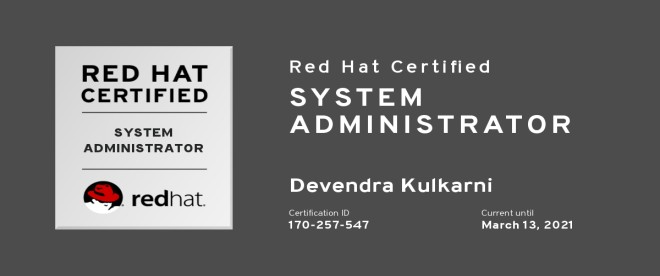 RED HAT
CERTIFIED
SYSTEM
ADMINISTRATOR
redhat.
Red Hat Certified
SYSTEM
ADMINISTRATOR
Devendra Kulkarni
Certification ID
170-257-547
Current until
March 13, 2021